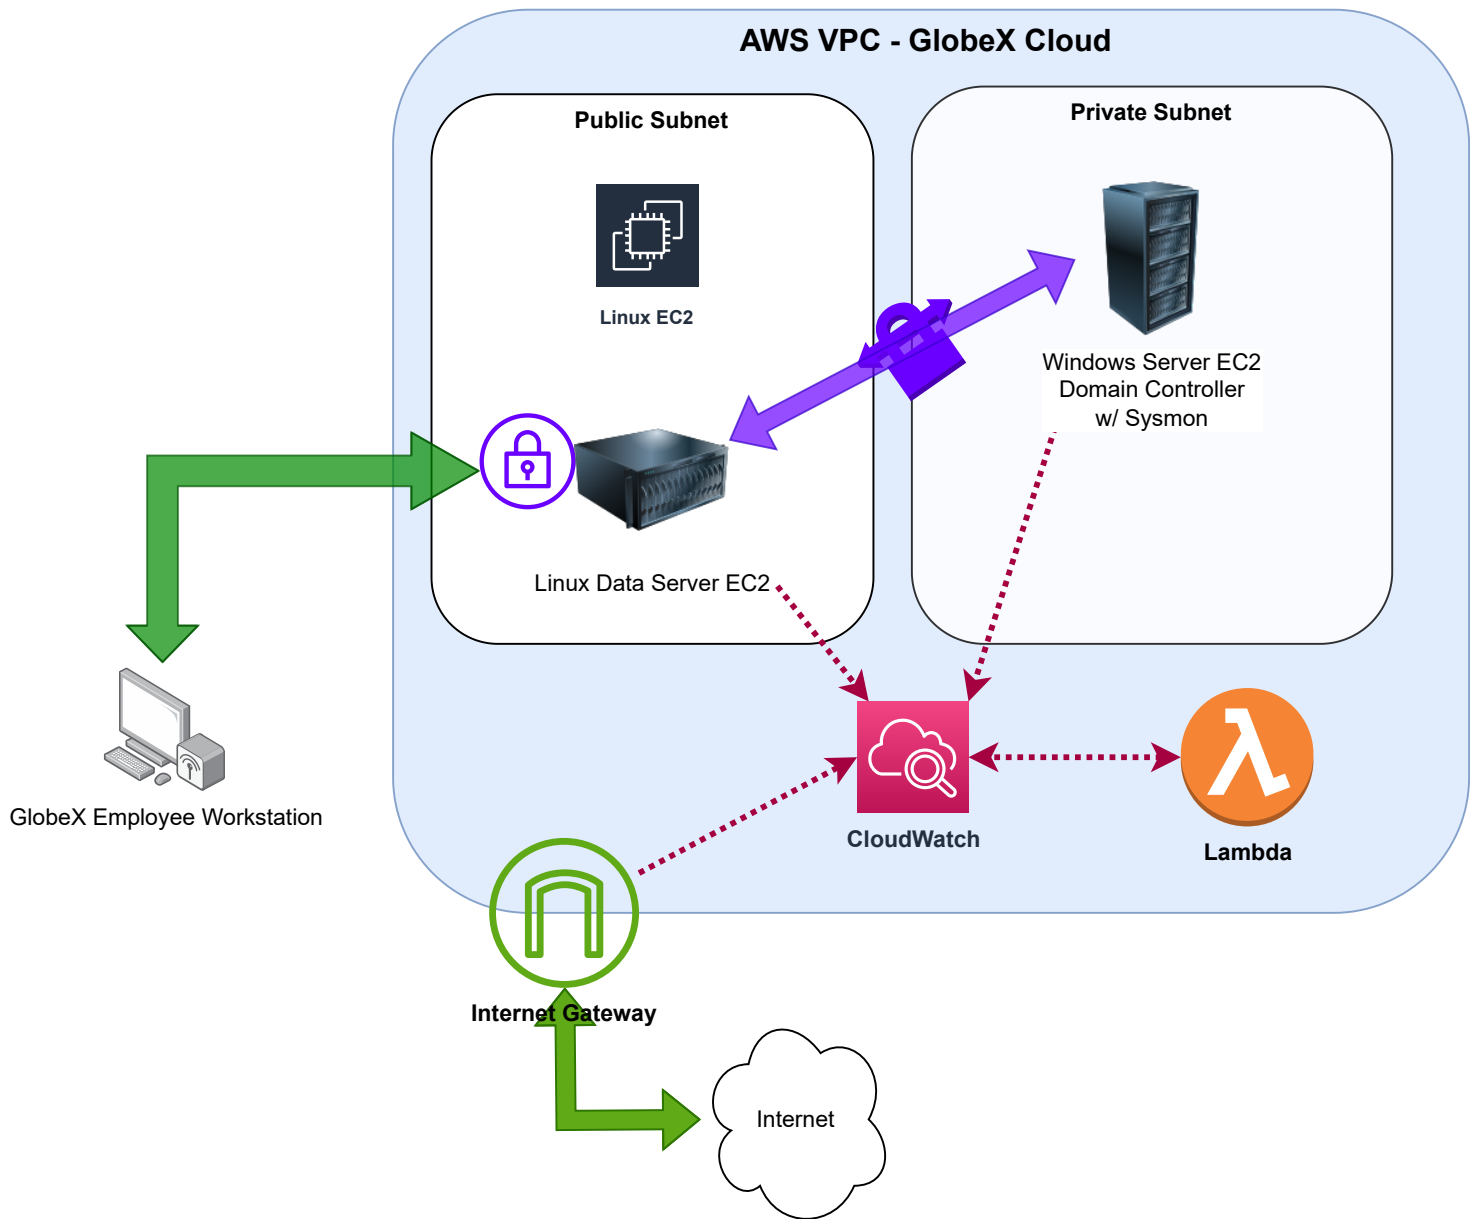 AWS VPC - GlobeX Cloud
Public Subnet
Private Subnet
Linux EC2
Windows Server EC2
Domain Controller
w/ Sysmon
Linux Data Server EC2
GlobeX Employee Workstation
CloudWatch
Lambda
Internet Gateway
Internet